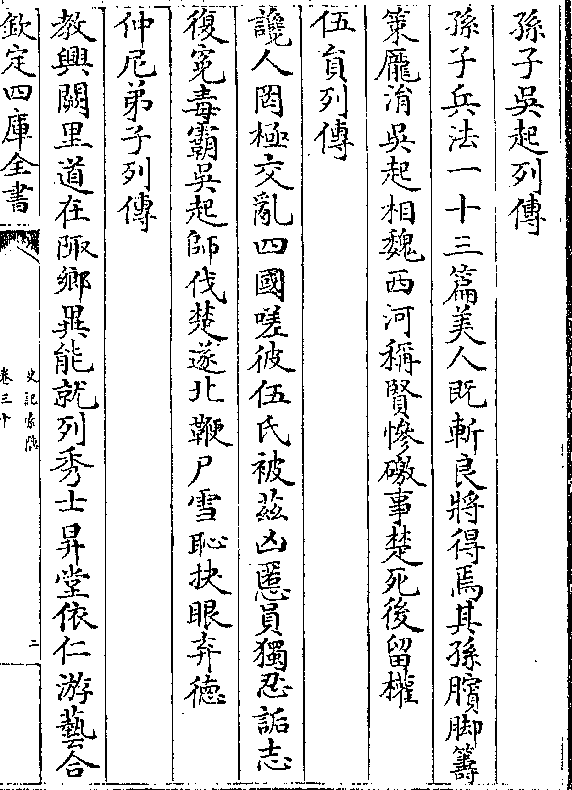 孫子吳起列傳
孫子兵法一十三篇美人既斬良將得焉其孫臏脚籌
策龐涓吳起相魏西河稱賢慘礉事楚死後留權
伍員列傳
讒人罔極交亂四國嗟彼伍氏被兹凶慝員獨忍詬志
復寃毒霸吳起師伐楚遂北鞭尸雪恥抉眼弃德
仲尼弟子列傳
教興闕里道在陬鄉異能就列秀士昇堂依仁游藝合
欽定四庫全書
史記索隱
卷三十
二